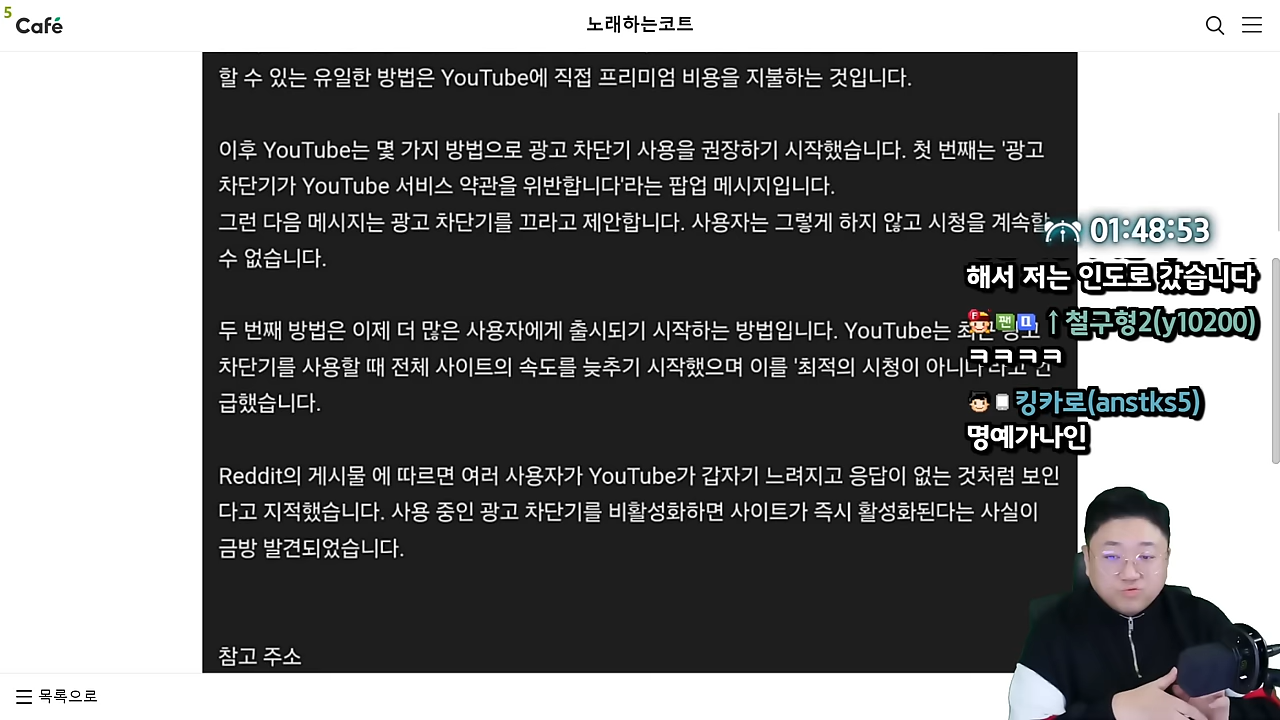 5
Café
노래하는코트
할 수 있는 유일한 방법은 YouTube에 직접 프리미엄 비용을 지불하는 것입니다.
이후 YouTube는 몇 가지 방법으로 광고 차단기 사용을 권장하기 시작했습니다. 첫 번째는 '광고
차단기가 YouTube 서비스 약관을 위반합니다'라는 팝업 메시지입니다.
그런 다음 메시지는 광고 차단기를 끄라고 제안합니다. 사용자는 그렇게 하지 않고 시청을 계속할
수 없습니다.
두 번째 방법은 이제 더 많은 사용자에게 출시되기 시작하는 방법입니다. YouTube는 최근 광고
차단기를 사용할 때 전체 사이트의 속도를 늦추기 시작했으며 이를 '최적의 시청이 아니다'라고 언
급했습니다.
Reddit의 게시물 에 따르면 여러 사용자가 YouTube가 갑자기 느려지고 응답이 없는 것처럼 보인
다고 지적했습니다. 사용 중인 광고 차단기를 비활성화하면 사이트가 즉시 활성화된다는 사실이
금방 발견되었습니다.
참고 주소
목록으로
01:48:53
해서 저는 인도로 갔습니다
F 팬 ↑철구형2(y10200)
ㅋㅋㅋㅋ
킹카로(anstks5)
명예가나인